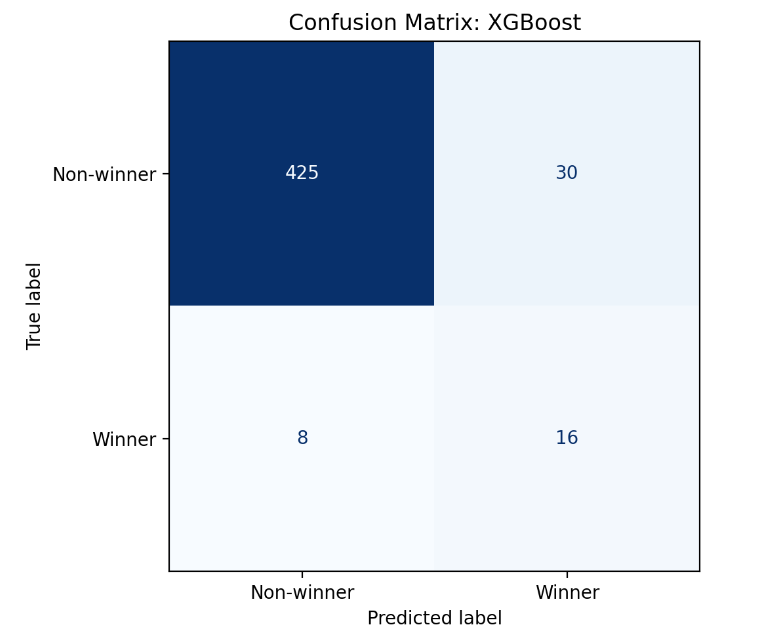 Confusion Matrix: XGBoost
Non-winner
425
30
True label
Winner
8
16
Non-winner
Winner
Predicted label